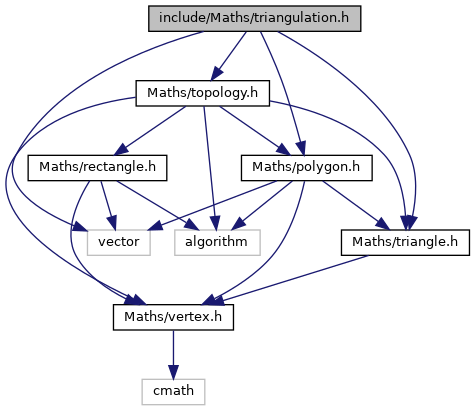 include/Maths/triangulation.h
Maths/topology.h
Maths/rectangle.h
Maths/polygon.h
vector
algorithm
Maths/triangle.h
Maths/vertex.h
cmath